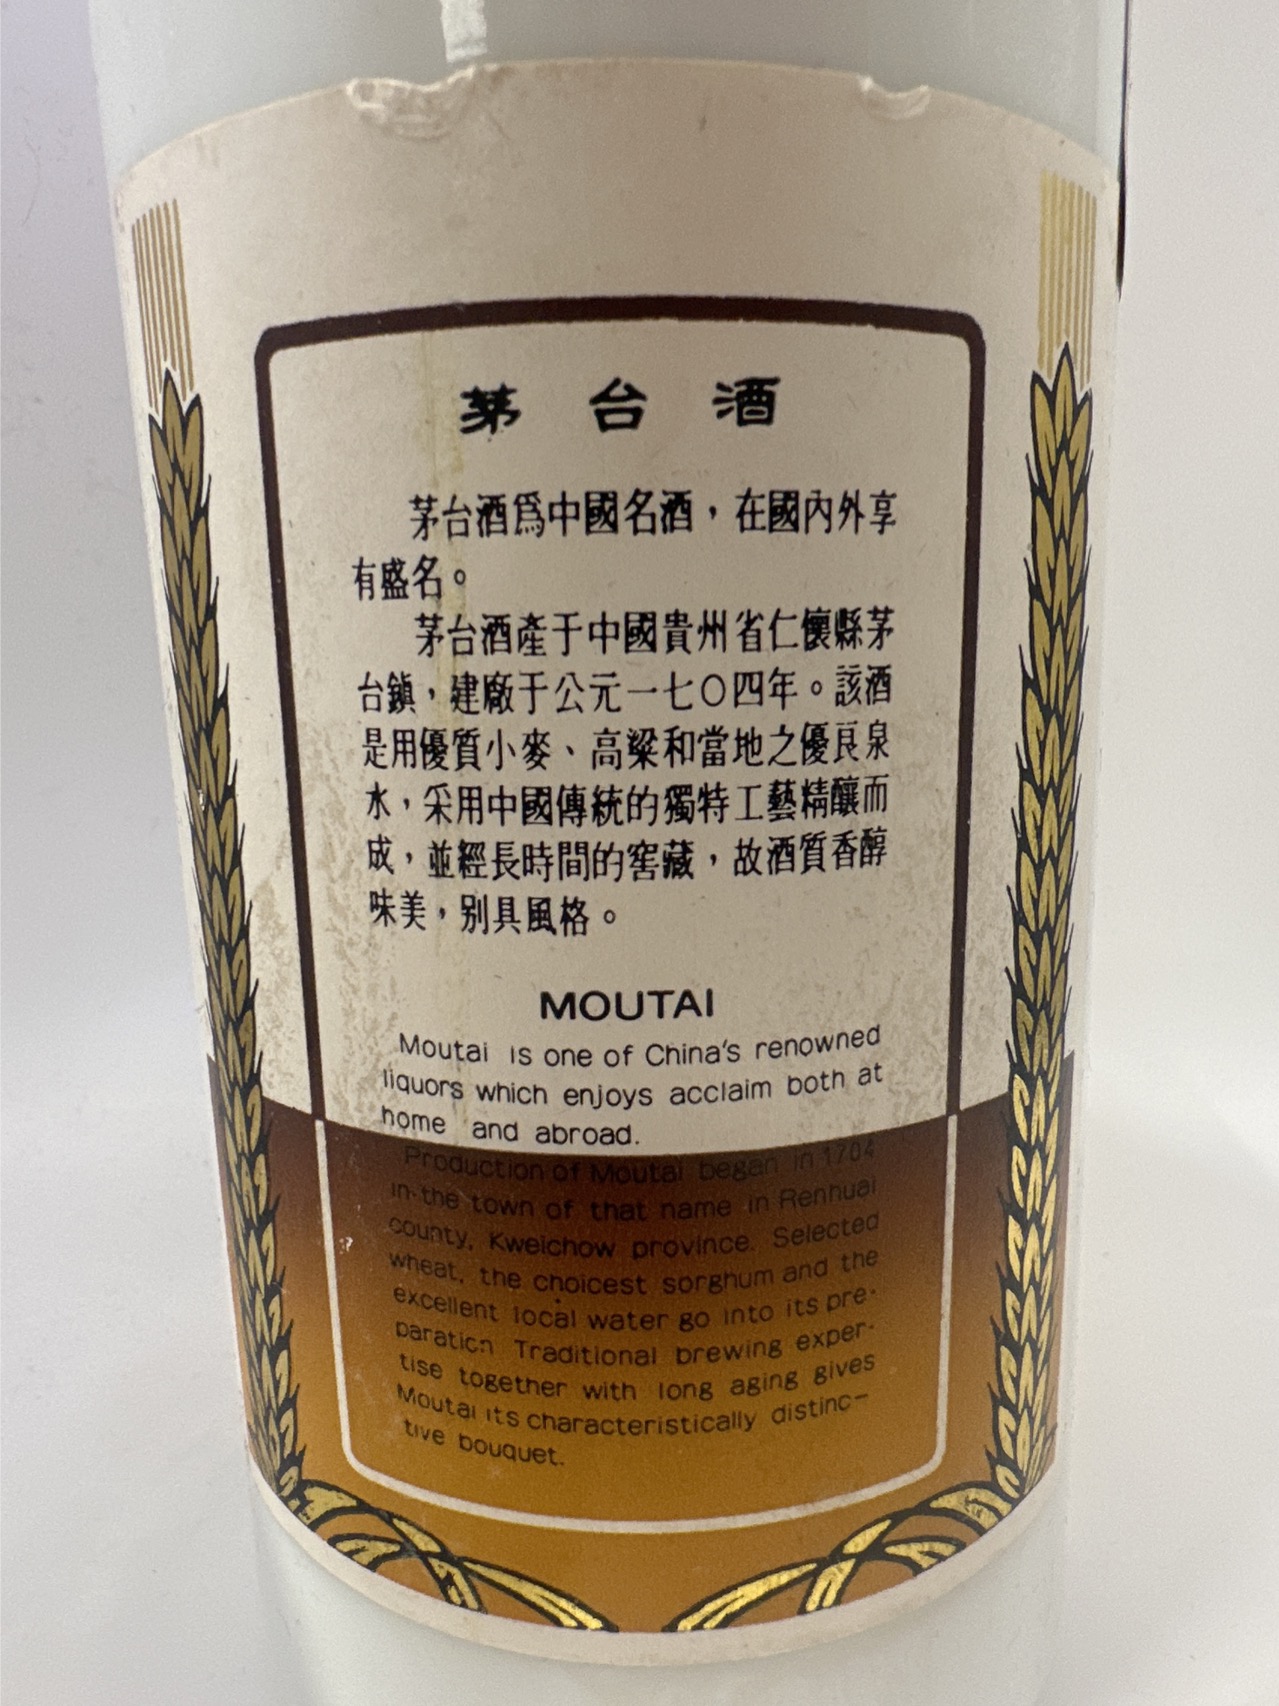 茅台酒
茅台酒爲中國名酒，在國內外享
有盛名。
茅台酒產于中國貴州省仁懷縣茅
台鎮，建廠于公元一七〇四年。該酒
是用優質小麥、高粱和當地之優良泉
水，采用中國傳統的獨特工藝精釀而
成，並經長時間的窖藏，故酒質香醇
味美，别具風格。
MOUTAI
Moutai is one of China's renowned
liquors which enjoys acclaim both at
home and abroad.
Production of Moutai began in 1704
in the town of that name in Renhuai
county, Kweichow province. Selected
wheat, the choicest sorghum and the
excellent local water go into its pre-
paration Traditional brewing exper-
tise together with long aging gives
Moutai its characteristically distinc-
tive bouquet.